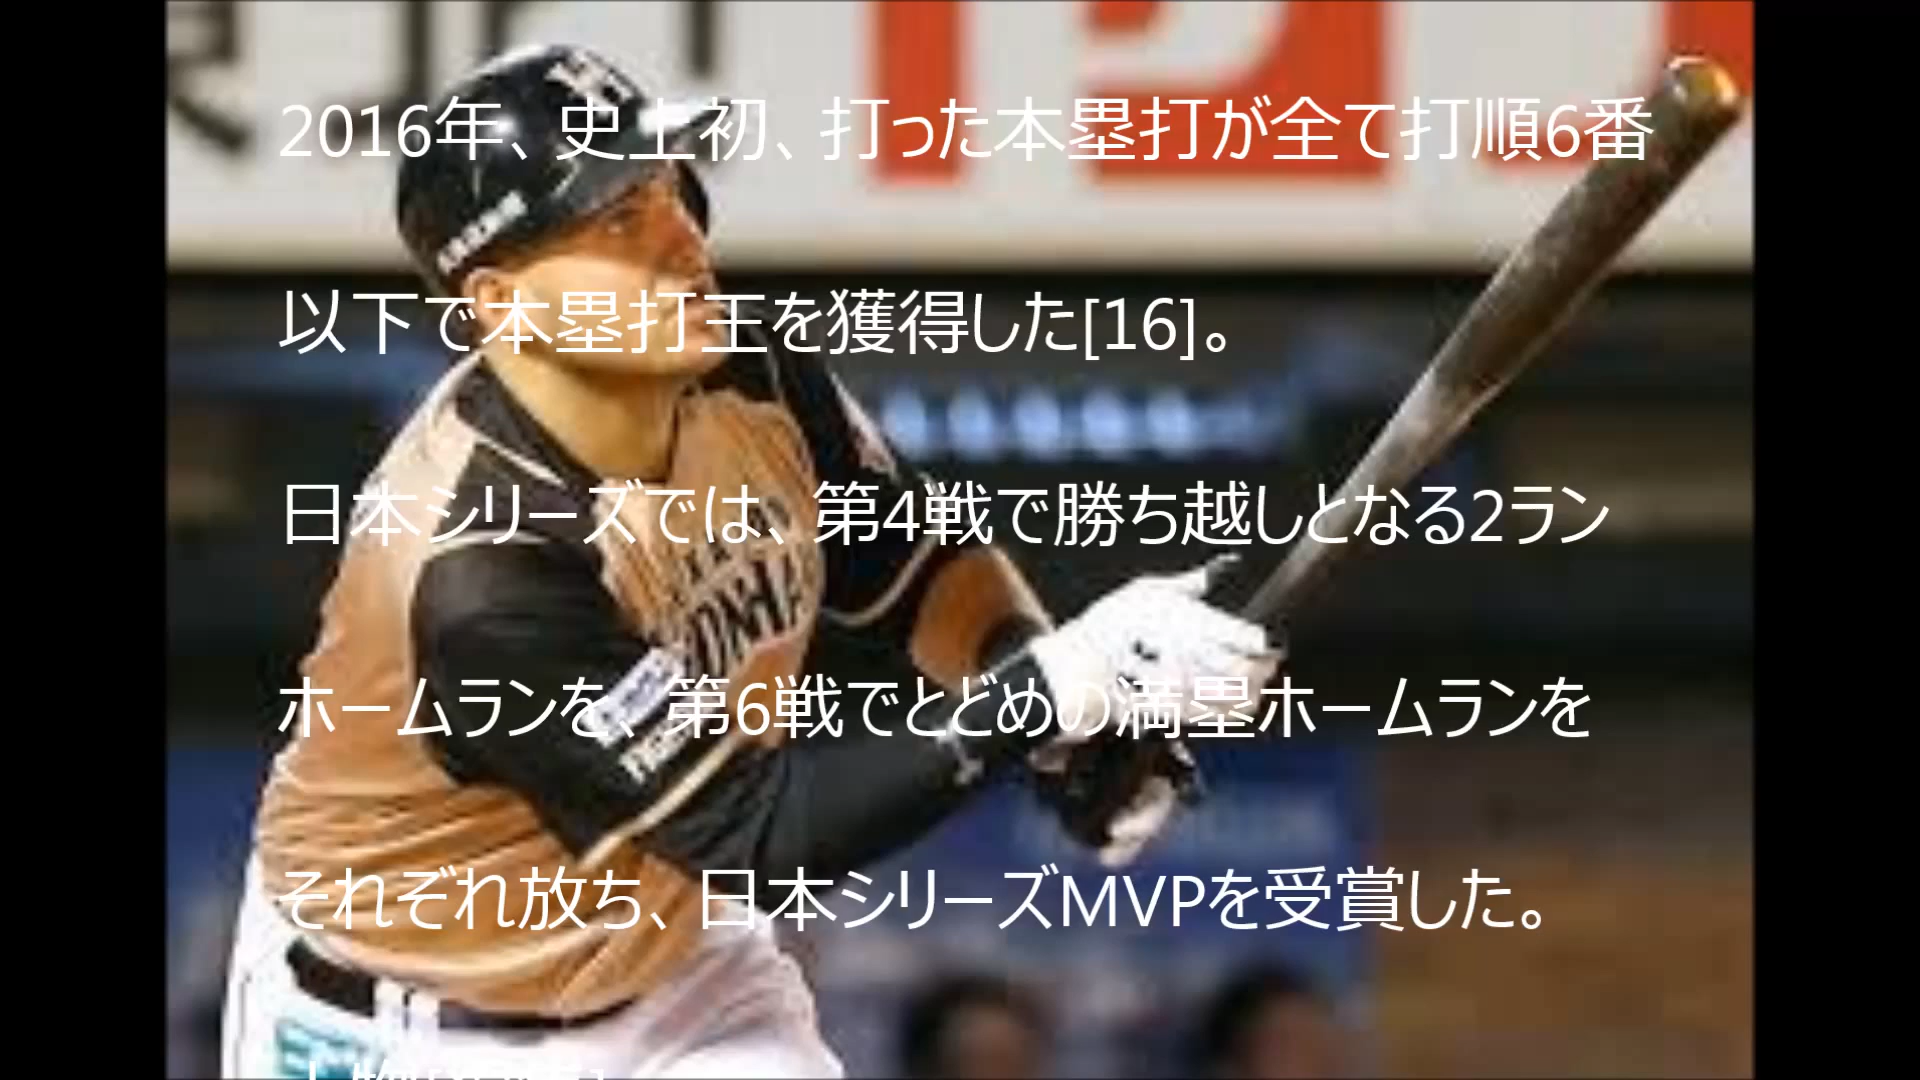 2016年、史上初、打った本塁打が全て打順6番
以下で本塁打王を獲得した[16]。
日本シリーズでは、第4戦で勝ち越しとなる2ラン
ホームランを、第6戦でとどめの満塁ホームランを
それぞれ放ち、日本シリーズMVPを受賞した。